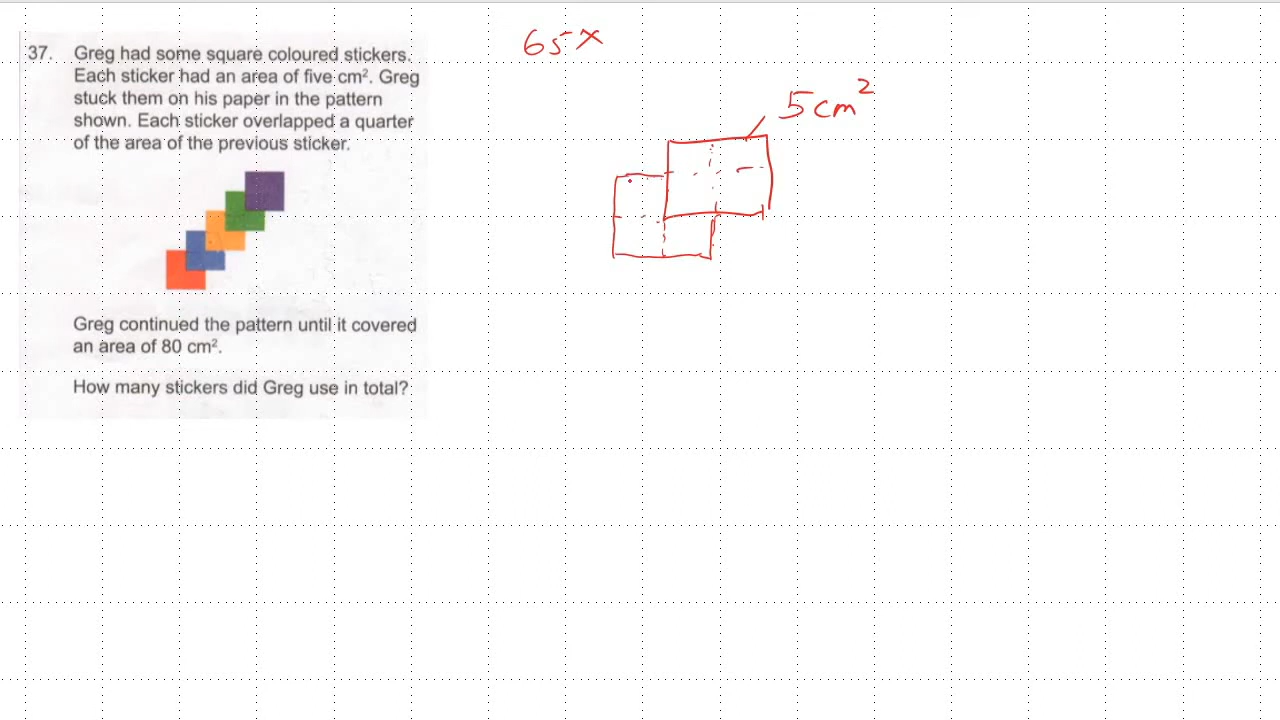 37. Greg had some square coloured stickers.
Each sticker had an area of five cm². Greg
stuck them on his paper in the pattern
shown. Each sticker overlapped a quarter
of the area of the previous sticker.
Greg continued the pattern until it covered
an area of 80 cm².
How many stickers did Greg use in total?
65 x
5cm²